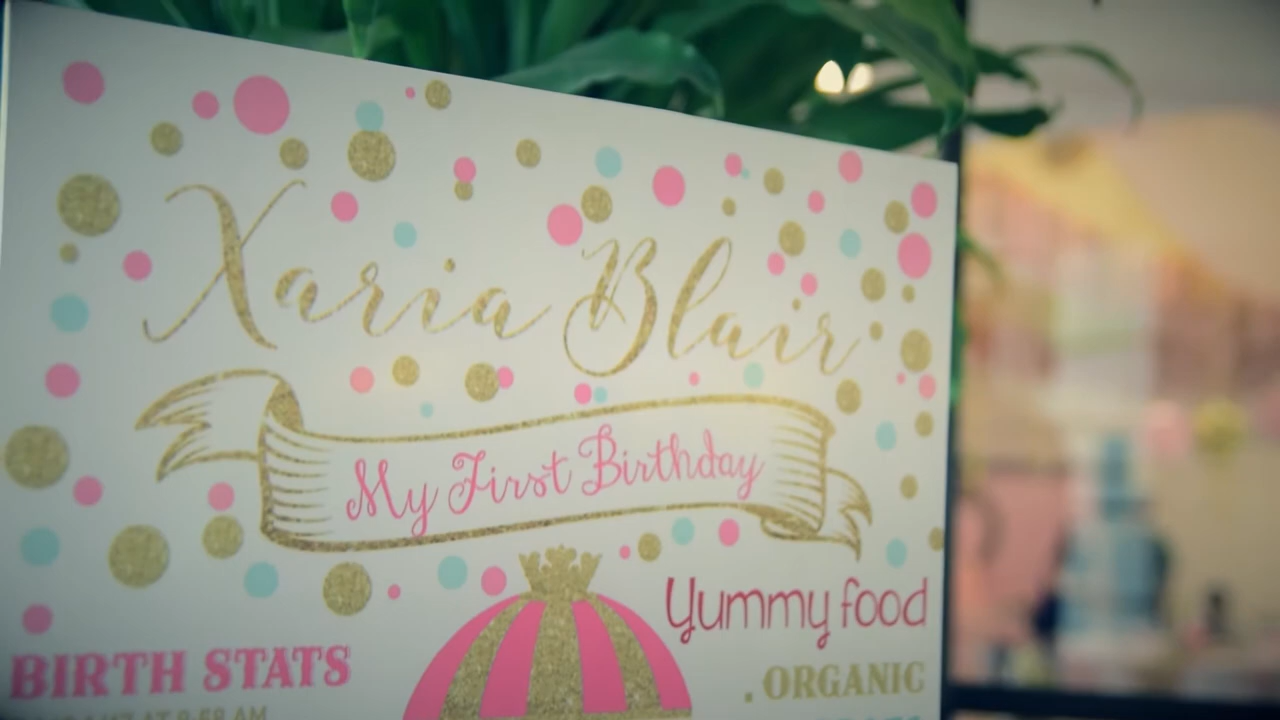 Xaria Blair
My First Birthday
Yummy food
BIRTH STATS
. ORGANIC